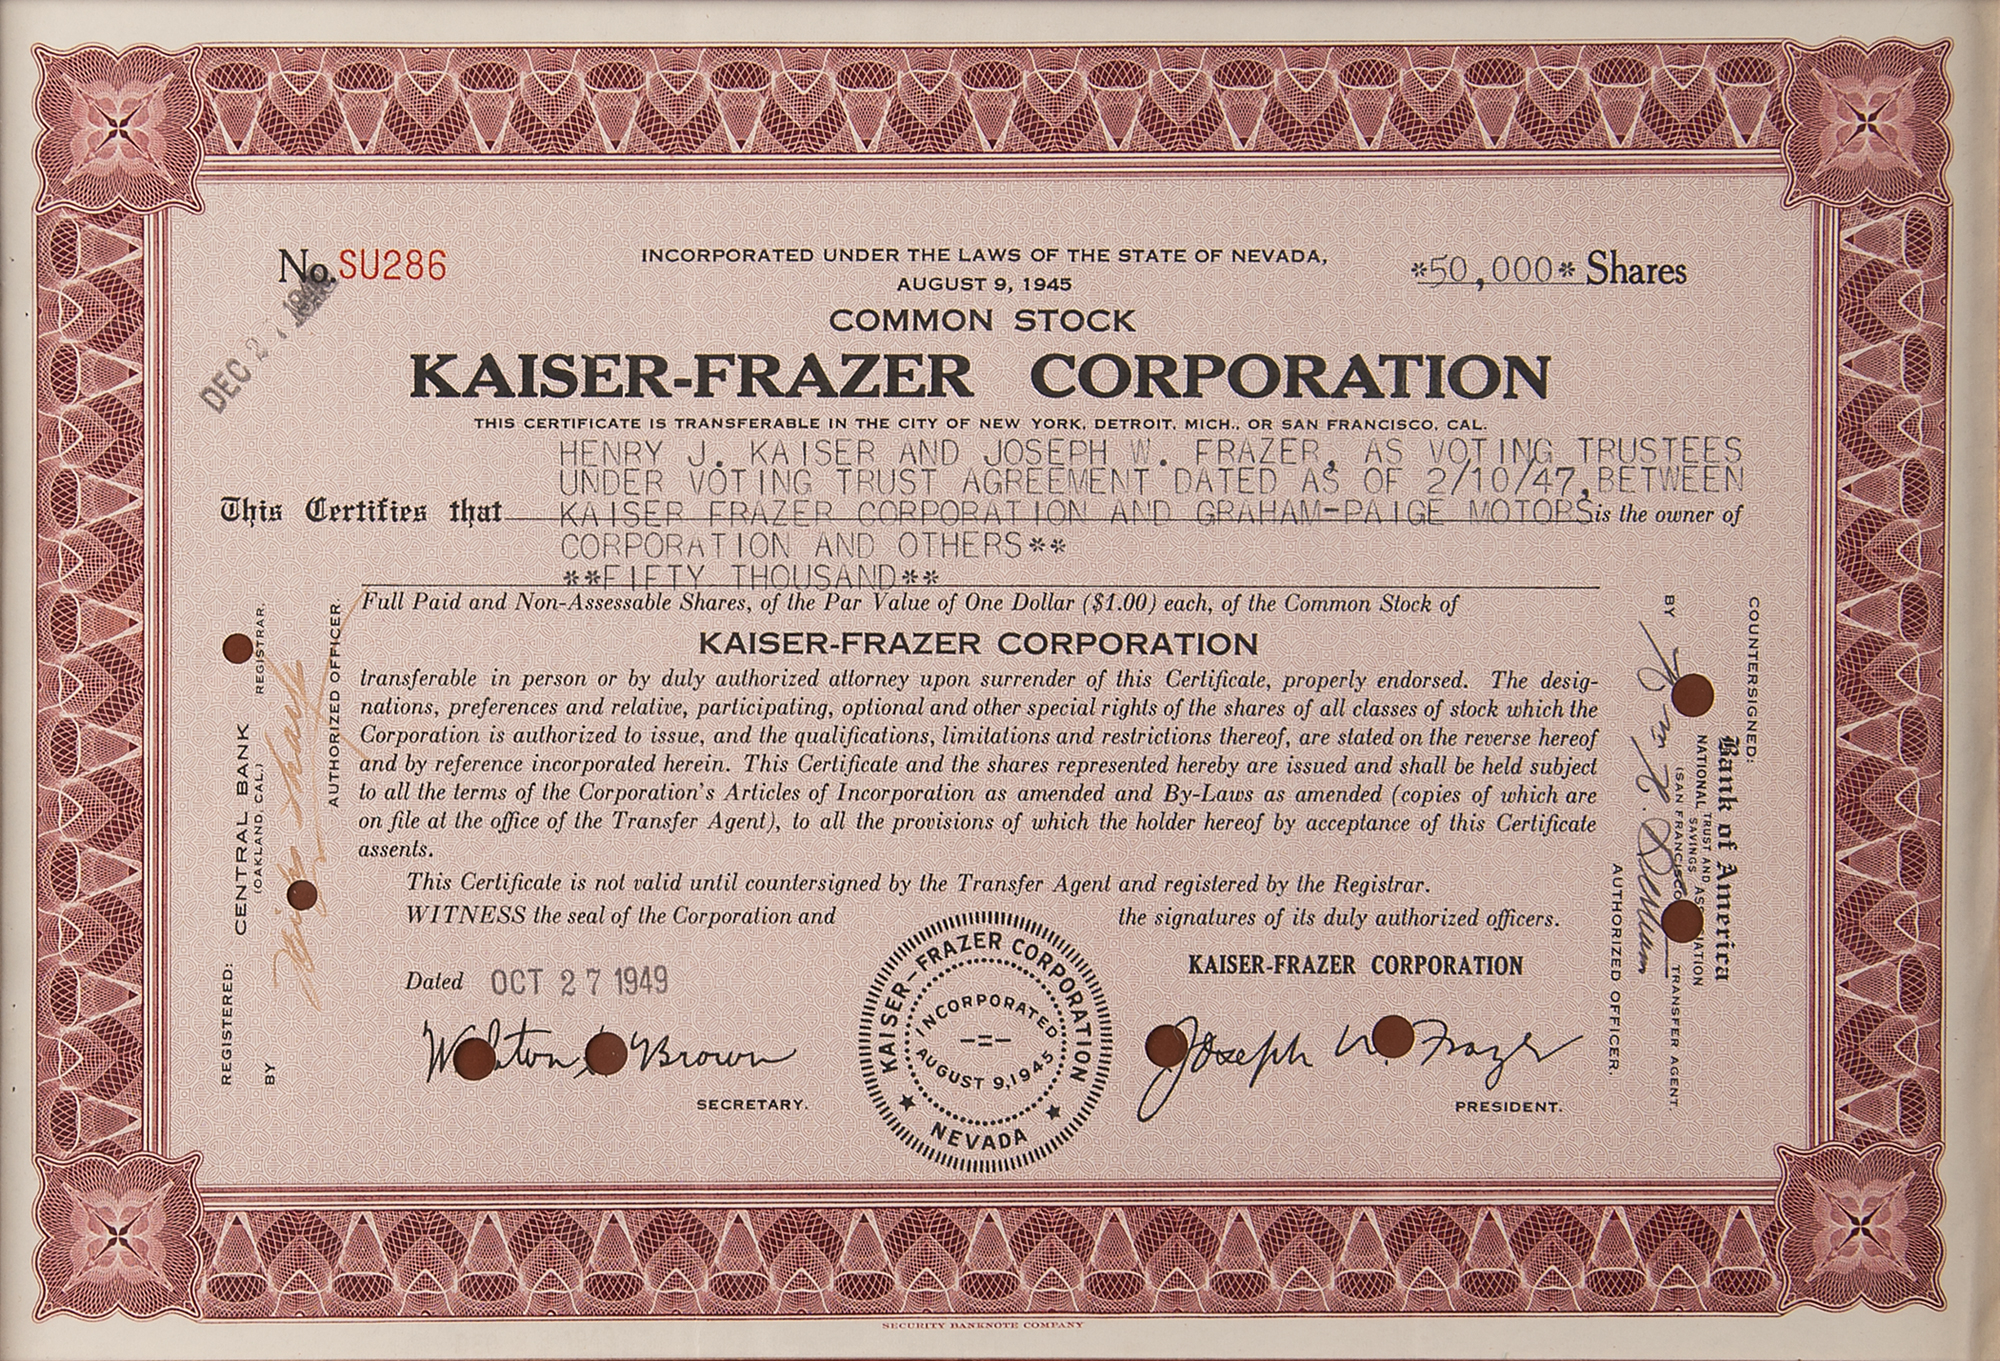 No. SU286
INCORPORATED UNDER THE LAWS OF THE STATE OF NEVADA,
AUGUST 9, 1945
*50,000* Shares
DEC 27
COMMON STOCK
KAISER-FRAZER CORPORATION
THIS CERTIFICATE IS TRANSFERABLE IN THE CITY OF NEW YORK, DETROIT, MICH., OR SAN FRANCISCO, CAL.
HENRY J. KAISER AND JOSEPH W. FRAZER, AS VOTING TRUSTEES
UNDER VOTING TRUST AGREEMENT DATED AS OF 2/10/47, BETWEEN
This Certifies that KAISER FRAZER CORPORATION AND GRAHAM-PAIGE MOTORS is the owner of
CORPORATION AND OTHERS**
**FIFTY THOUSAND**
Full Paid and Non-Assessable Shares, of the Par Value of One Dollar ($1.00) each, of the Common Stock of
KAISER-FRAZER CORPORATION
transferable in person or by duly authorized attorney upon surrender of this Certificate, properly endorsed. The desig-
nations, preferences and relative, participating, optional and other special rights of the shares of all classes of stock which the
Corporation is authorized to issue, and the qualifications, limitations and restrictions thereof, are stated on the reverse hereof
and by reference incorporated herein. This Certificate and the shares represented hereby are issued and shall be held subject
to all the terms of the Corporation's Articles of Incorporation as amended and By-Laws as amended (copies of which are
on file at the office of the Transfer Agent), to all the provisions of which the holder hereof by acceptance of this Certificate
assents.
This Certificate is not valid until countersigned by the Transfer Agent and registered by the Registrar.
WITNESS the seal of the Corporation and the signatures of its duly authorized officers.
Dated OCT 27 1949
KAISER-FRAZER CORPORATION
Brown
SECRETARY.
KAISER-FRAZER CORPORATION
INCORPORATED
-=-
AUGUST 9, 1945
★ NEVADA ★
Joseph W. Frazer
PRESIDENT.
REGISTERED:
CENTRAL BANK
(OAKLAND, CAL.)
REGISTRAR.
BY
AUTHORIZED OFFICER.
COUNTERSIGNED:
Bank of America
NATIONAL TRUST AND SAVINGS ASSOCIATION
(SAN FRANCISCO)
TRANSFER AGENT.
BY
AUTHORIZED OFFICER.
SECURITY BANKNOTE COMPANY